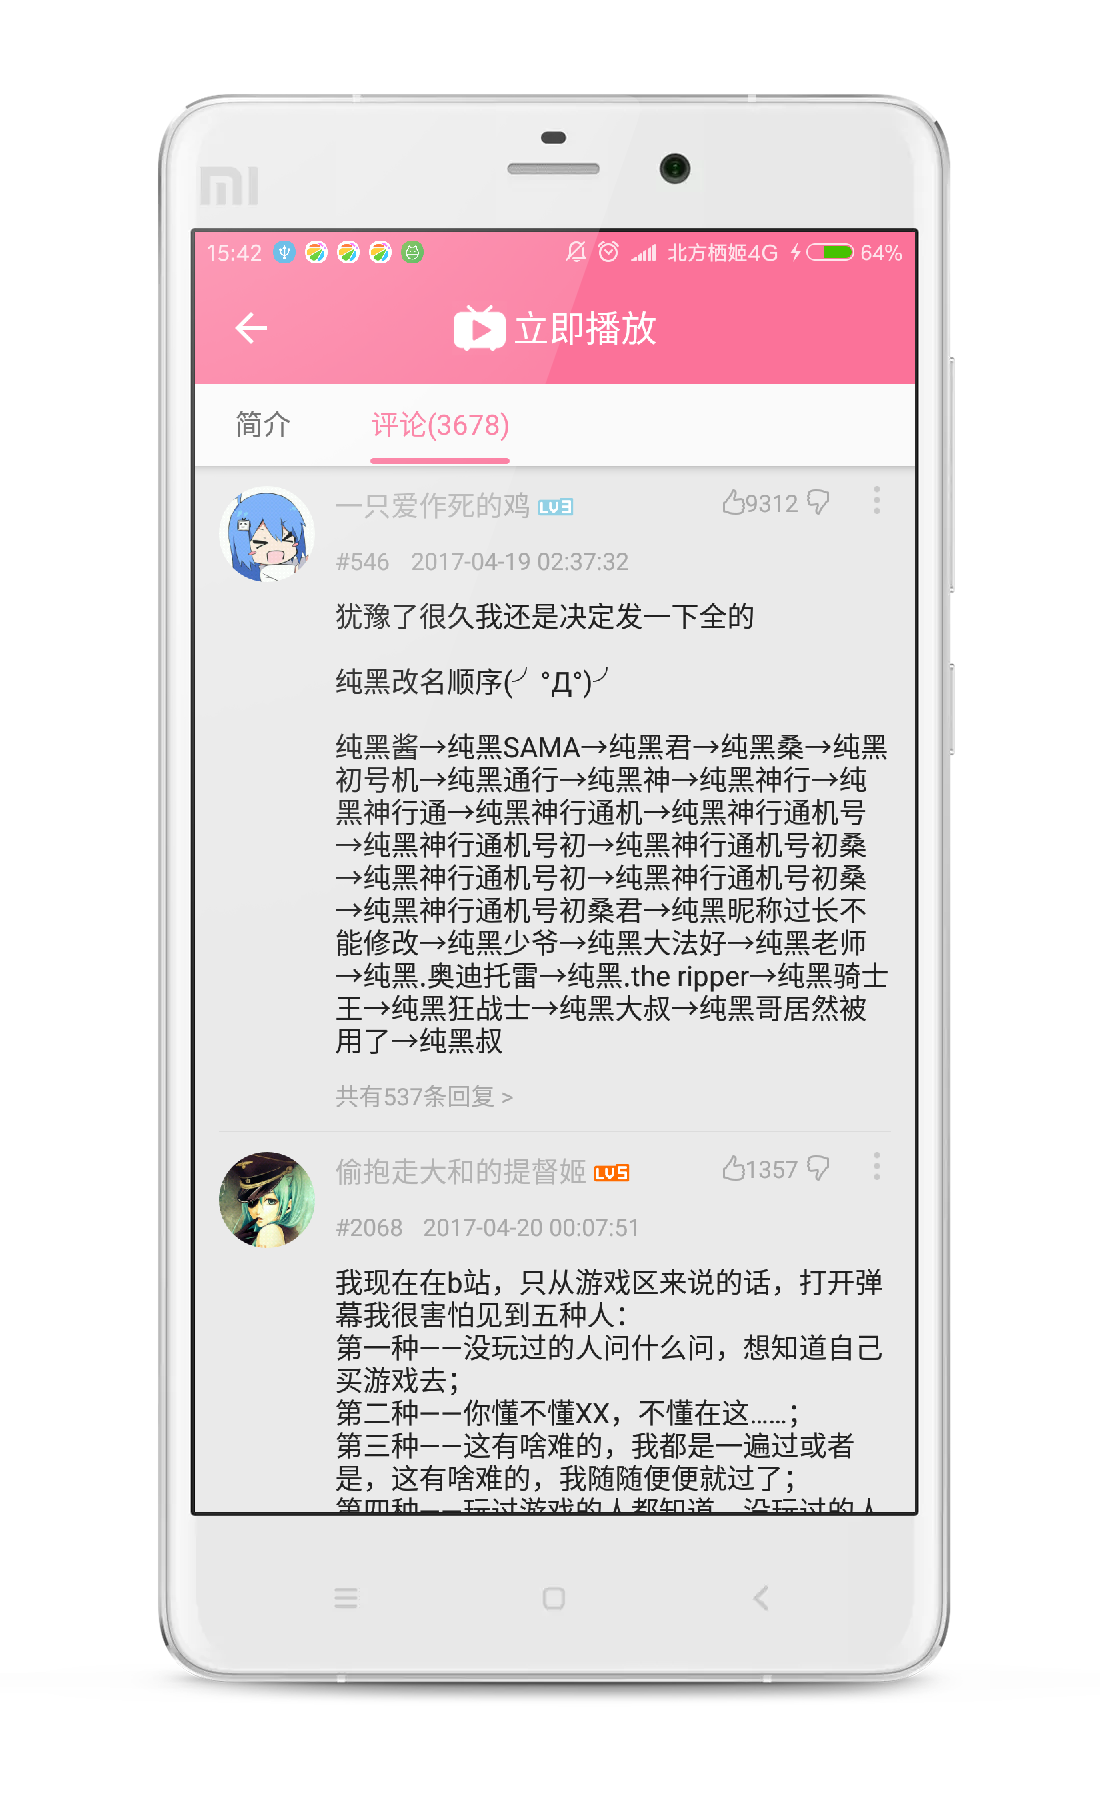 mi
15:42 北方栖姬4G 64%
立即播放
简介 评论(3678)
一只爱作死的鸡 LV3 9312
#546 2017-04-19 02:37:32
犹豫了很久我还是决定发一下全的
纯黑改名顺序(╯°Д°)╯
纯黑酱→纯黑SAMA→纯黑君→纯黑桑→纯黑
初号机→纯黑通行→纯黑神→纯黑神行→纯
黑神行通→纯黑神行通机→纯黑神行通机号
→纯黑神行通机号初→纯黑神行通机号初桑
→纯黑神行通机号初→纯黑神行通机号初桑
→纯黑神行通机号初桑君→纯黑昵称过长不
能修改→纯黑少爷→纯黑大法好→纯黑老师
→纯黑.奥迪托雷→纯黑.the ripper→纯黑骑士
王→纯黑狂战士→纯黑大叔→纯黑哥居然被
用了→纯黑叔
共有537条回复 >
偷抱走大和的提督姬 LV5 1357
#2068 2017-04-20 00:07:51
我现在在b站，只从游戏区来说的话，打开弹
幕我很害怕见到五种人：
第一种——没玩过的人问什么问，想知道自己
买游戏去；
第二种——你懂不懂XX，不懂在这……；
第三种——这有啥难的，我都是一遍过或者
是，这有啥难的，我随随便便就过了；
第四种——玩过游戏的人都知道，没玩过的人